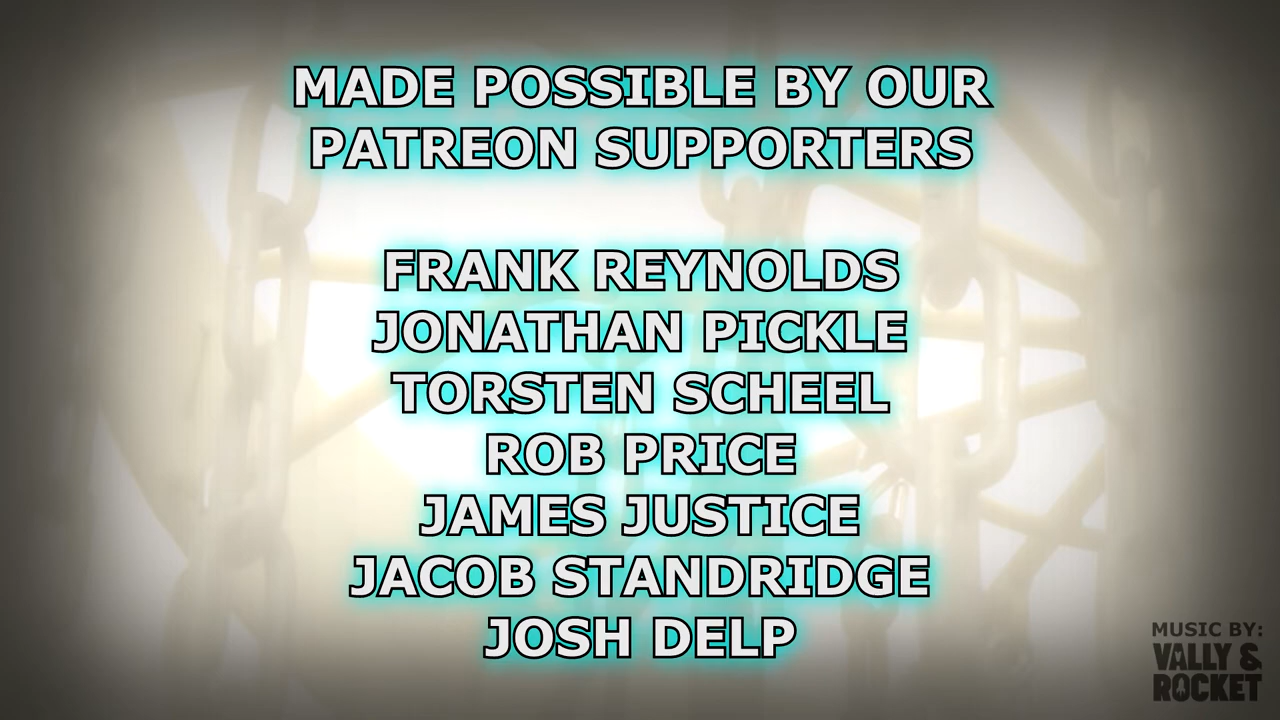 MADE POSSIBLE BY OUR
PATREON SUPPORTERS
FRANK REYNOLDS
JONATHAN PICKLE
TORSTEN SCHEEL
ROB PRICE
JAMES JUSTICE
JACOB STANDRIDGE
JOSH DELP
MUSIC BY:
VALLY &
ROCKET